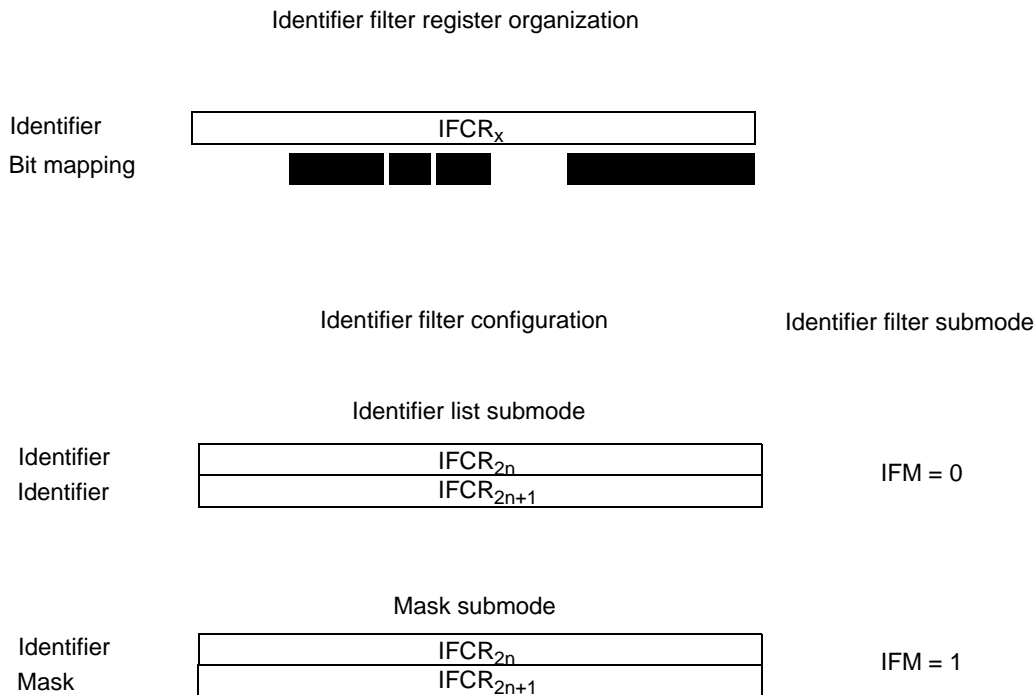 Identifier filter register organization
Identifier IFCRx
Bit mapping
Identifier filter configuration Identifier filter submode
Identifier list submode
Identifier IFCR2n
Identifier IFCR2n+1
IFM = 0
Mask submode
Identifier IFCR2n
Mask IFCR2n+1
IFM = 1